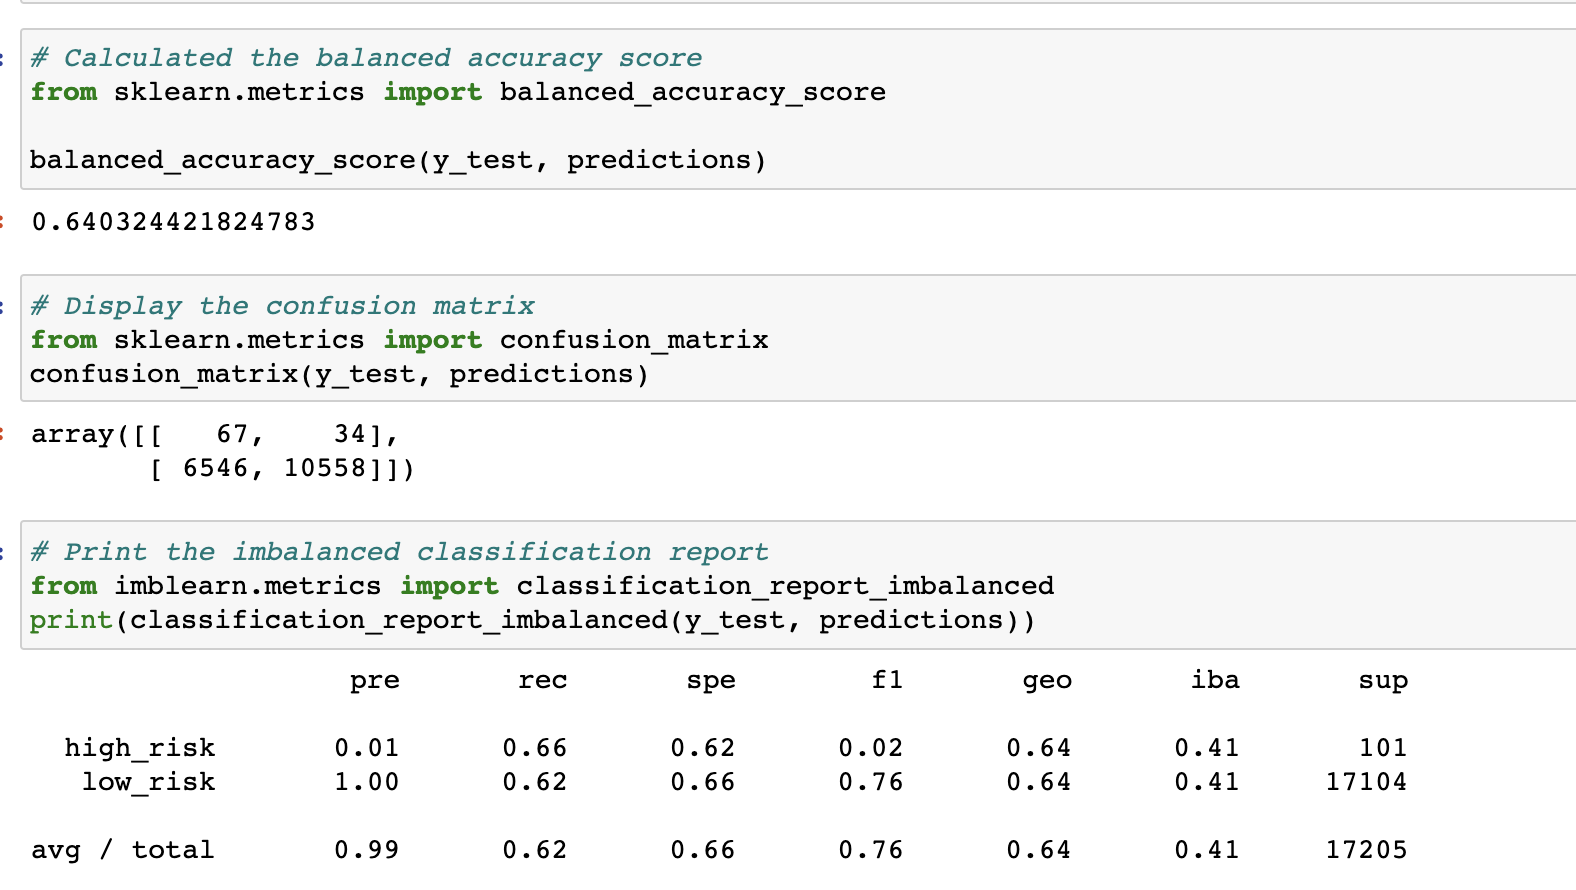 # Calculated the balanced accuracy score
from sklearn.metrics import balanced_accuracy_score
balanced_accuracy_score(y_test, predictions)
0.640324421824783
# Display the confusion matrix
from sklearn.metrics import confusion_matrix
confusion_matrix(y_test, predictions)
array([[   67,    34],
       [ 6546, 10558]])
# Print the imbalanced classification report
from imblearn.metrics import classification_report_imbalanced
print(classification_report_imbalanced(y_test, predictions))
pre rec spe f1 geo iba sup
high_risk 0.01 0.66 0.62 0.02 0.64 0.41 101
low_risk 1.00 0.62 0.66 0.76 0.64 0.41 17104
avg / total 0.99 0.62 0.66 0.76 0.64 0.41 17205